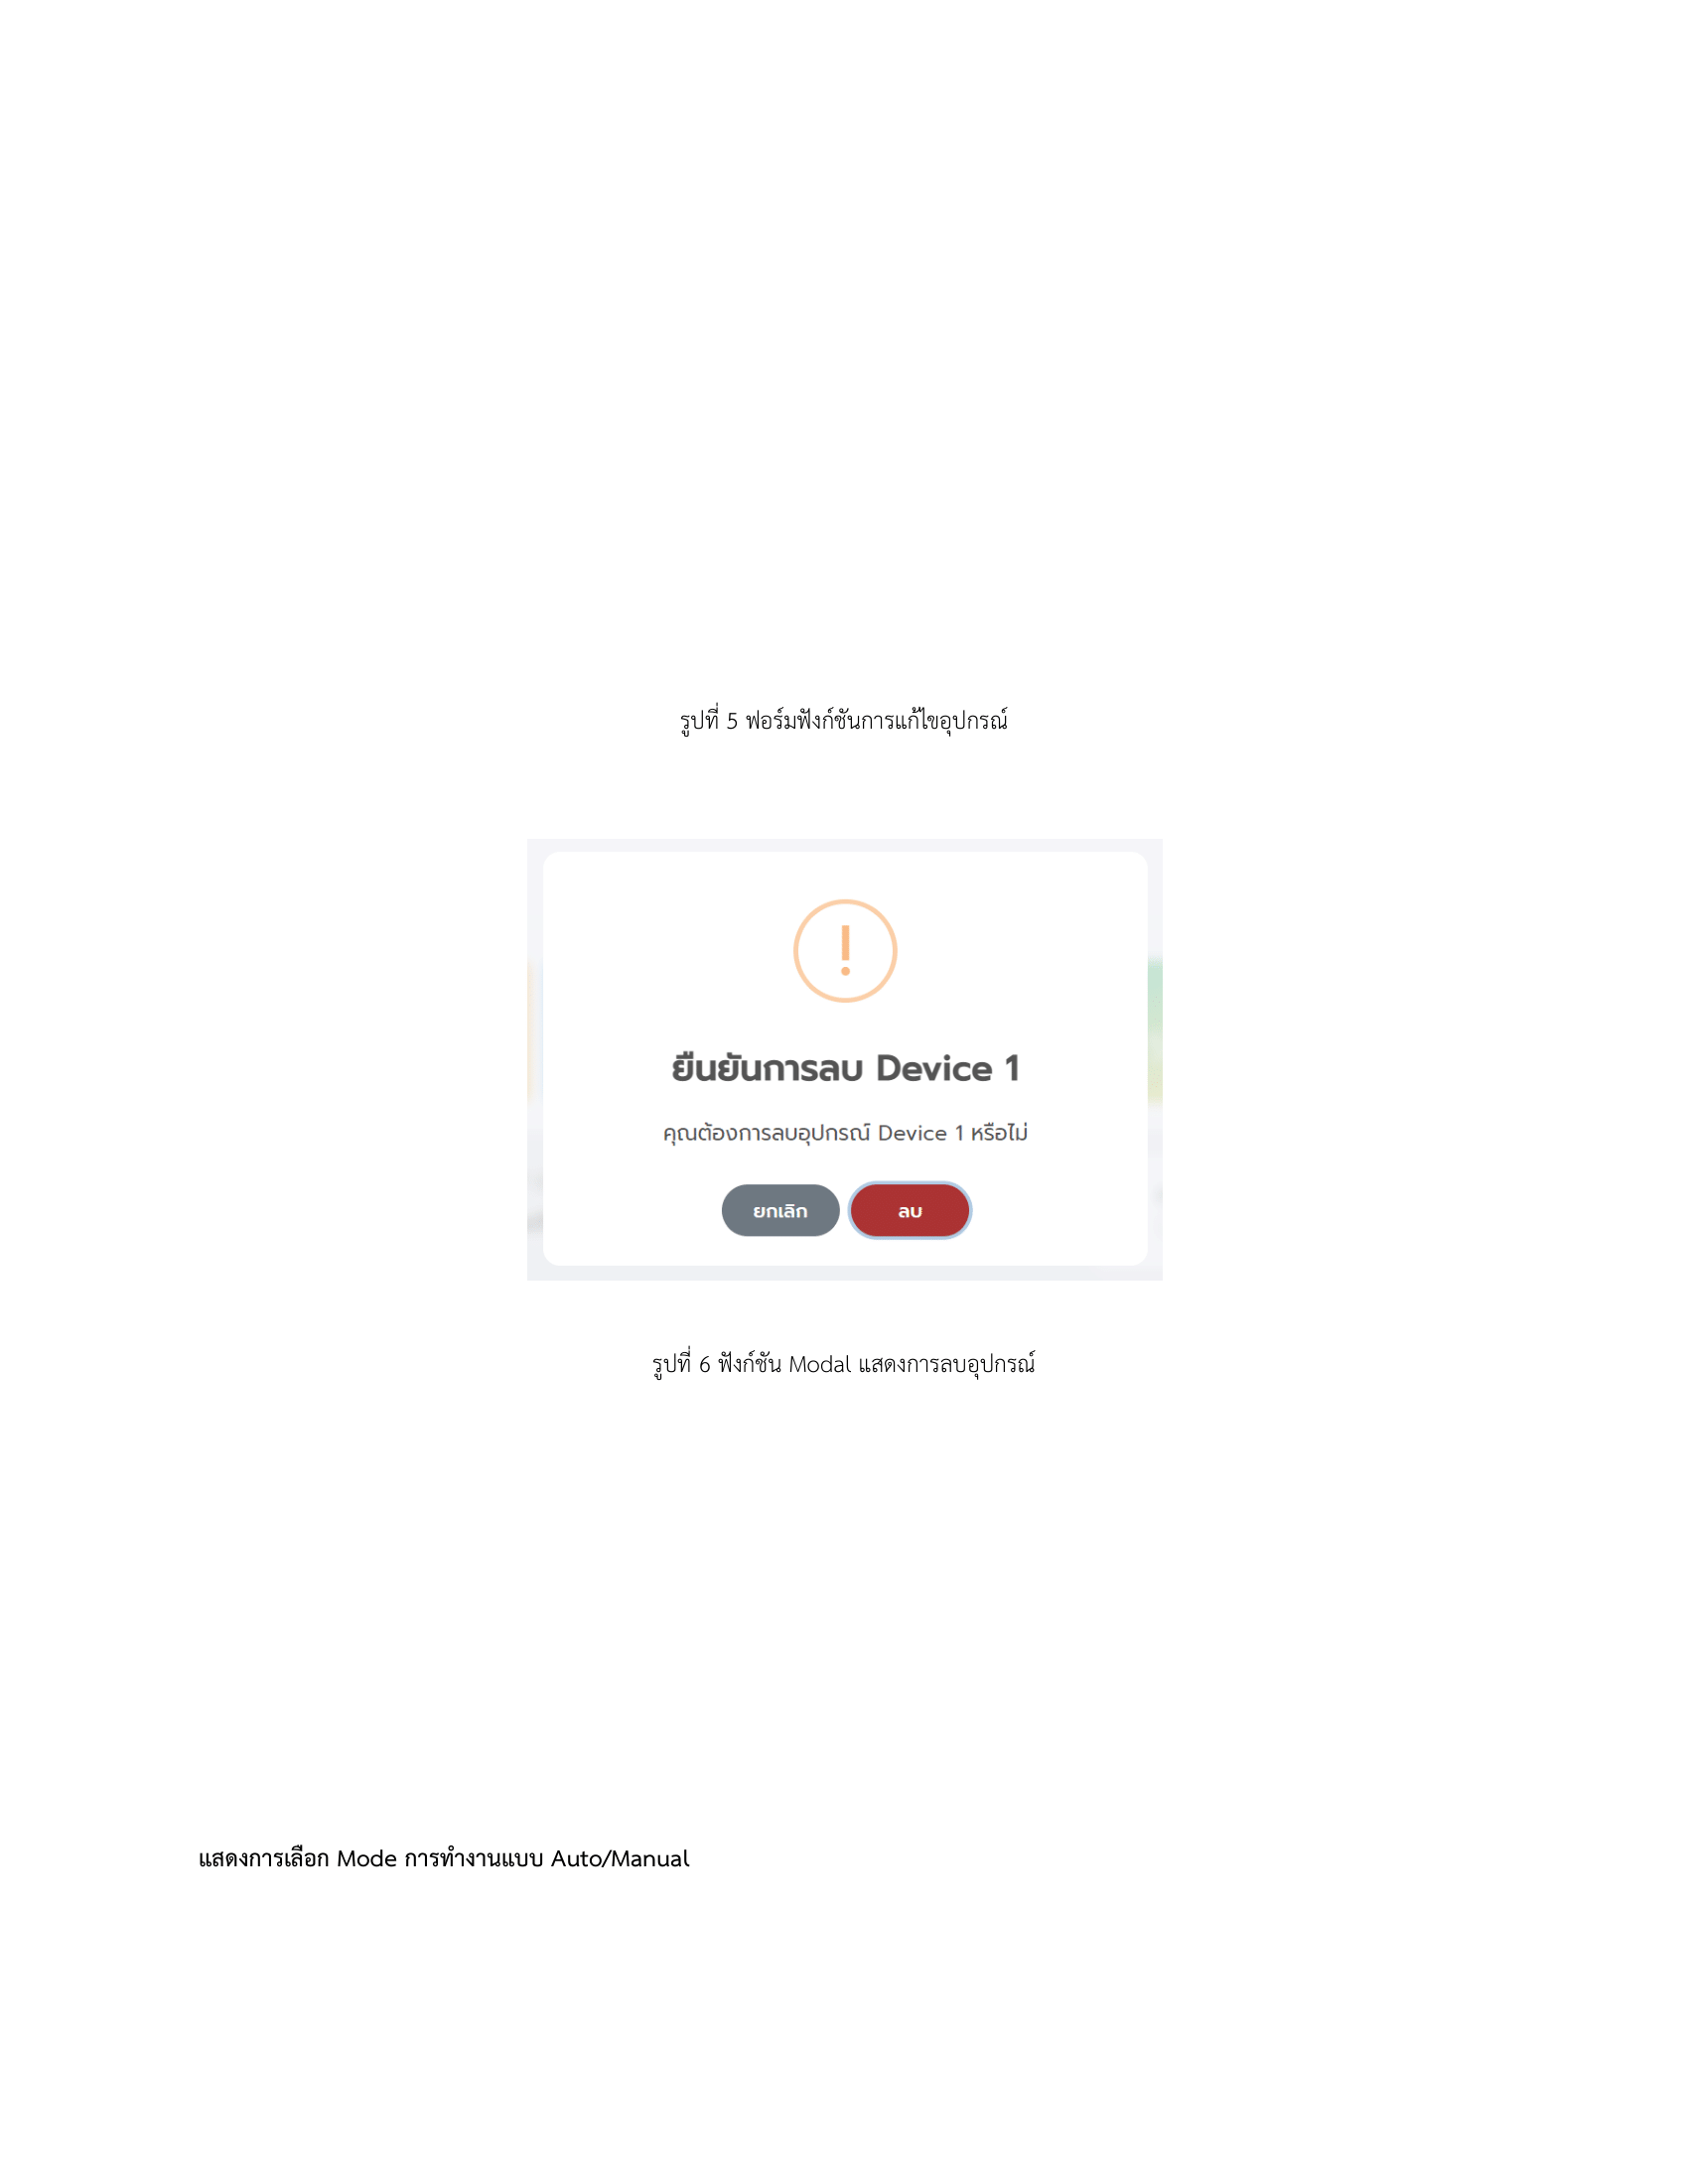 รูปที่ 5 ฟอร์มฟังก์ชันการแก้ไขอุปกรณ์
!
ยืนยันการลบ Device 1
คุณต้องการลบอุปกรณ์ Device 1 หรือไม่
ยกเลิก ลบ
รูปที่ 6 ฟังก์ชัน Modal แสดงการลบอุปกรณ์
แสดงการเลือก Mode การทำงานแบบ Auto/Manual